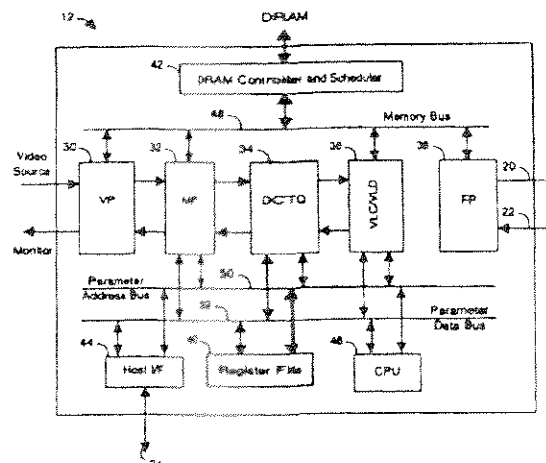 12
DRAM
42
DRAM Controller and Scheduler
48
Memory Bus
Video Source
30
32
34
36
38
20
VP
MP
DCT/Q
VLC/VLD
FP
22
Monitor
Parameter Address Bus
50
52
Parameter Data Bus
44
46
Host I/F
Register File
CPU